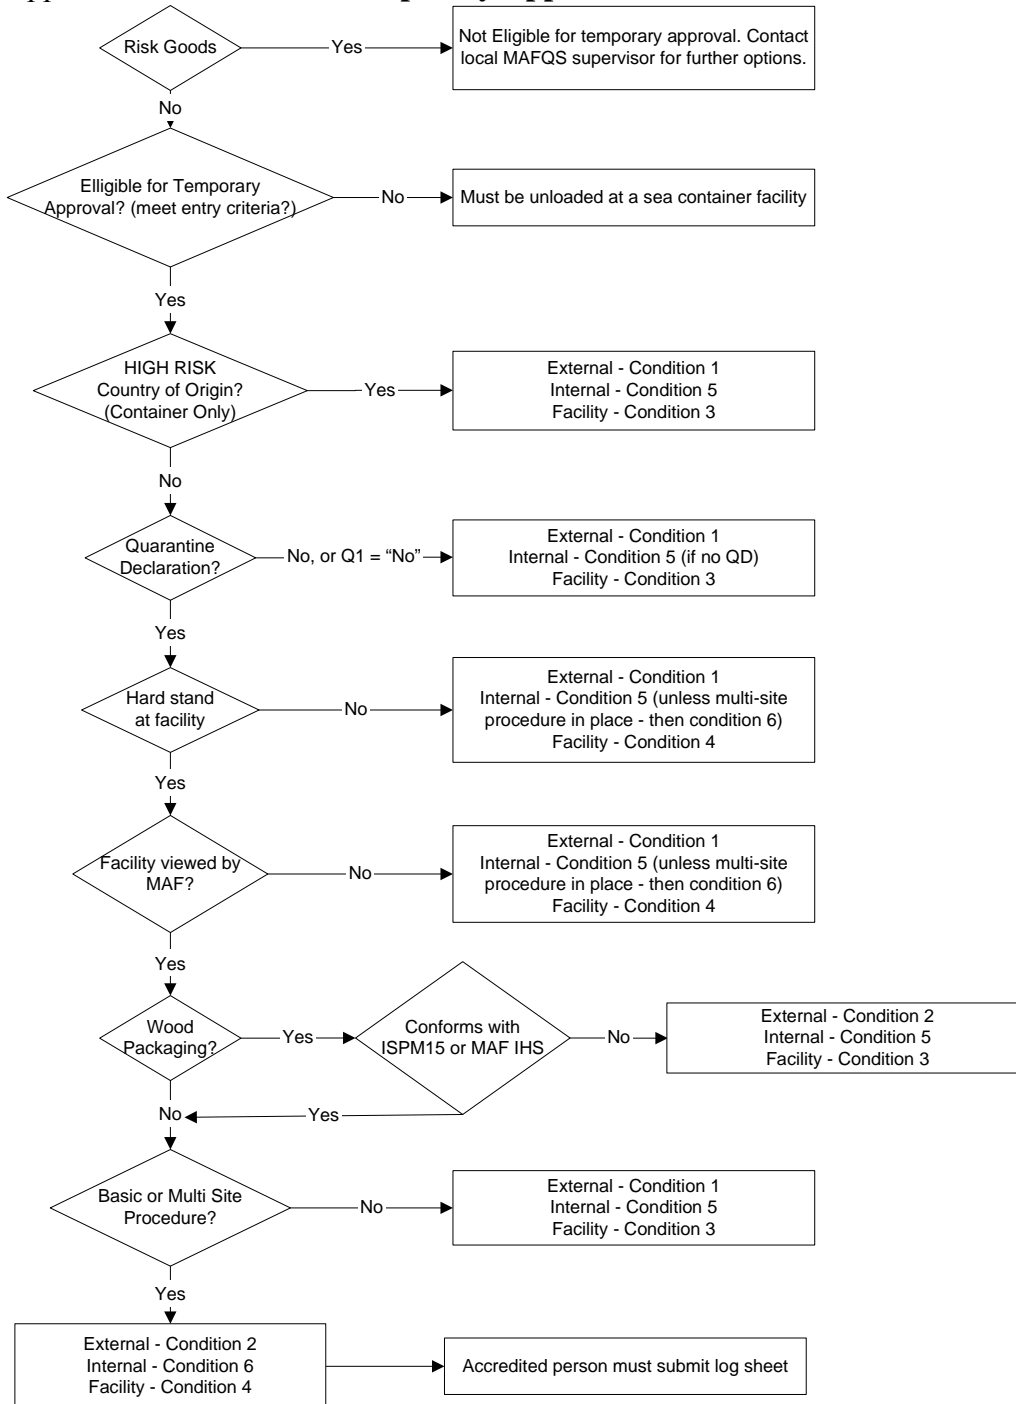 Risk Goods
Yes
Not Eligible for temporary approval. Contact
local MAFQS supervisor for further options.
No
Elligible for Temporary
Approval? (meet entry criteria?)
No
Must be unloaded at a sea container facility
Yes
HIGH RISK
Country of Origin?
(Container Only)
Yes
External - Condition 1
Internal - Condition 5
Facility - Condition 3
No
Quarantine
Declaration?
No, or Q1 = “No”
External - Condition 1
Internal - Condition 5 (if no QD)
Facility - Condition 3
Yes
Hard stand
at facility
No
External - Condition 1
Internal - Condition 5 (unless multi-site
procedure in place - then condition 6)
Facility - Condition 4
Yes
Facility viewed by
MAF?
No
External - Condition 1
Internal - Condition 5 (unless multi-site
procedure in place - then condition 6)
Facility - Condition 4
Yes
Wood
Packaging?
Yes
Conforms with
ISPM15 or MAF IHS
No
External - Condition 2
Internal - Condition 5
Facility - Condition 3
No
Yes
Basic or Multi Site
Procedure?
No
External - Condition 1
Internal - Condition 5
Facility - Condition 3
Yes
External - Condition 2
Internal - Condition 6
Facility - Condition 4
Accredited person must submit log sheet